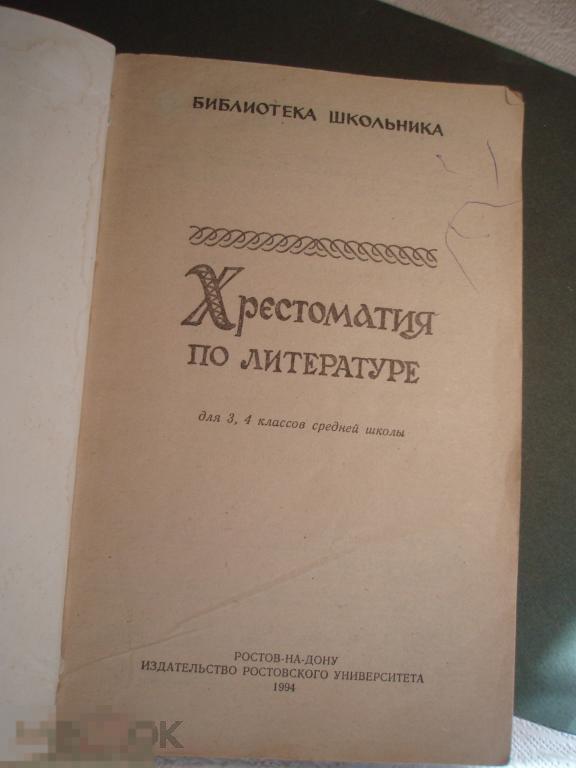 БИБЛИОТЕКА ШКОЛЬНИКА
Хрестоматия
по литературе
для 3, 4 классов средней школы
РОСТОВ-НА-ДОНУ
ИЗДАТЕЛЬСТВО РОСТОВСКОГО УНИВЕРСИТЕТА
1994